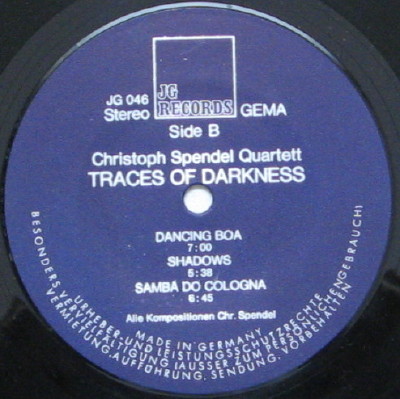 JG
RECORDS
JG 046
Stereo
GEMA
Side B
Christoph Spendel Quartett
TRACES OF DARKNESS
DANCING BOA
7:00
SHADOWS
5:38
SAMBA DO COLOGNA
6:45
Alle Kompositionen Chr. Spendel
MADE IN GERMANY
URHEBER- UND LEISTUNGSSCHUTZRECHTE
BESONDERS VERVIELFÄLTIGUNG (AUSSER ZUM PERSÖNLICHEN GEBRAUCH)
VERMIETUNG. AUFFÜHRUNG. SENDUNG. VORBEHALTEN